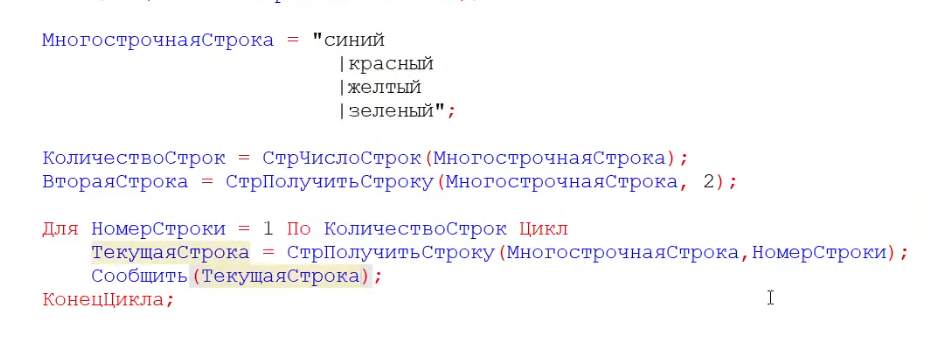 МногострочнаяСтрока = "синий
|красный
|желтый
|зеленый";
КоличествоСтрок = СтрЧислоСтрок(МногострочнаяСтрока);
ВтораяСтрока = СтрПолучитьСтроку(МногострочнаяСтрока, 2);
Для НомерСтроки = 1 По КоличествоСтрок Цикл
ТекущаяСтрока = СтрПолучитьСтроку(МногострочнаяСтрока,НомерСтроки);
Сообщить(ТекущаяСтрока);
КонецЦикла;